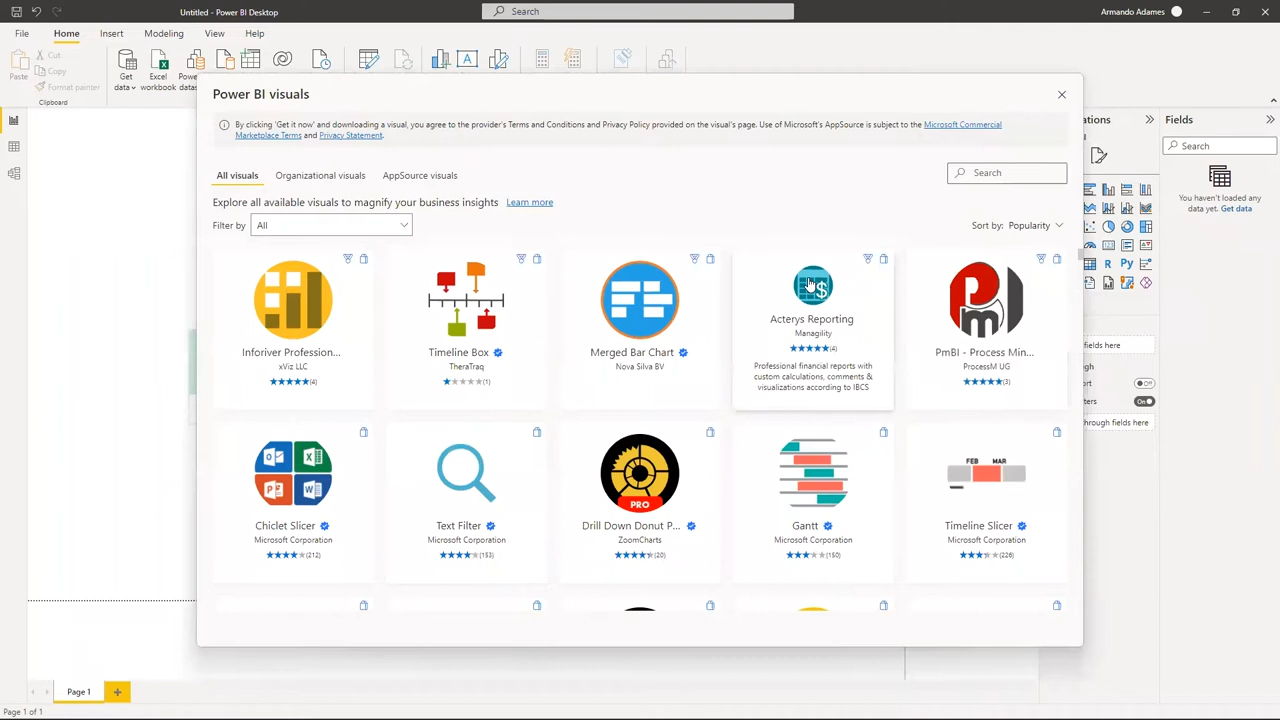 Untitled - Power BI Desktop
Search
Armando Adames
File
Home
Insert
Modeling
View
Help
Paste
Cut
Copy
Format painter
Clipboard
Get
data
Excel
workbook
Power
Power BI visuals
By clicking 'Get it now' and downloading a visual, you agree to the provider's Terms and Conditions and Privacy Policy provided on the visual's page. Use of Microsoft's AppSource is subject to the Microsoft Commercial
Marketplace Terms and Privacy Statement.
All visuals
Organizational visuals
AppSource visuals
Search
Explore all available visuals to magnify your business insights Learn more
Filter by
All
Sort by: Popularity
Inforiver Profession...
xViz LLC
(4)
Timeline Box
TheraTraq
(1)
Merged Bar Chart
Nova Silva BV
Acterys Reporting
Managility
(4)
Professional financial reports with
custom calculations, comments &
visualizations according to IBCS
PmBI - Process Min...
ProcessM UG
(3)
Chiclet Slicer
Microsoft Corporation
(212)
Text Filter
Microsoft Corporation
(153)
PRO
Drill Down Donut P...
ZoomCharts
(20)
Gantt
Microsoft Corporation
(150)
FEB MAR
Timeline Slicer
Microsoft Corporation
(226)
ations
R
Py
fields here
gh
ort
Off
ters
On
hrough fields here
Fields
Search
You haven't loaded any
data yet. Get data
Page 1
Page 1 of 1